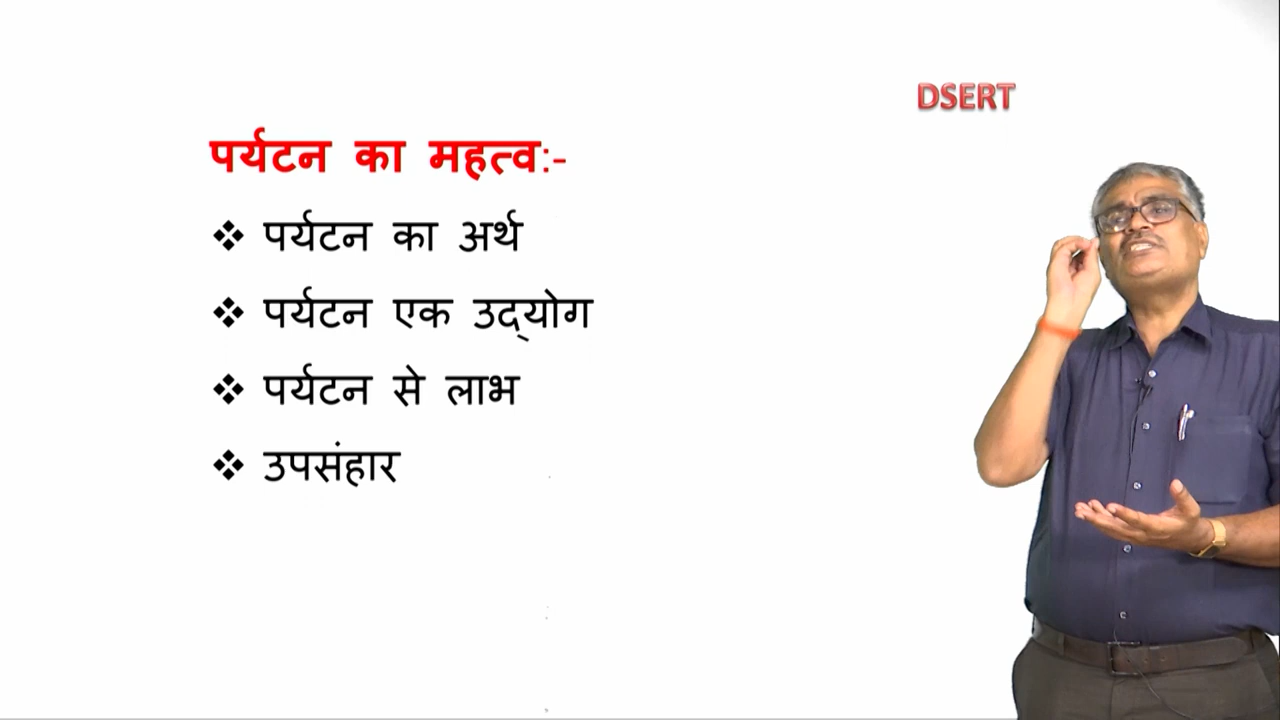 DSERT
पर्यटन का महत्व:-
❖ पर्यटन का अर्थ
❖ पर्यटन एक उद्‌योग
❖ पर्यटन से लाभ
❖ उपसंहार